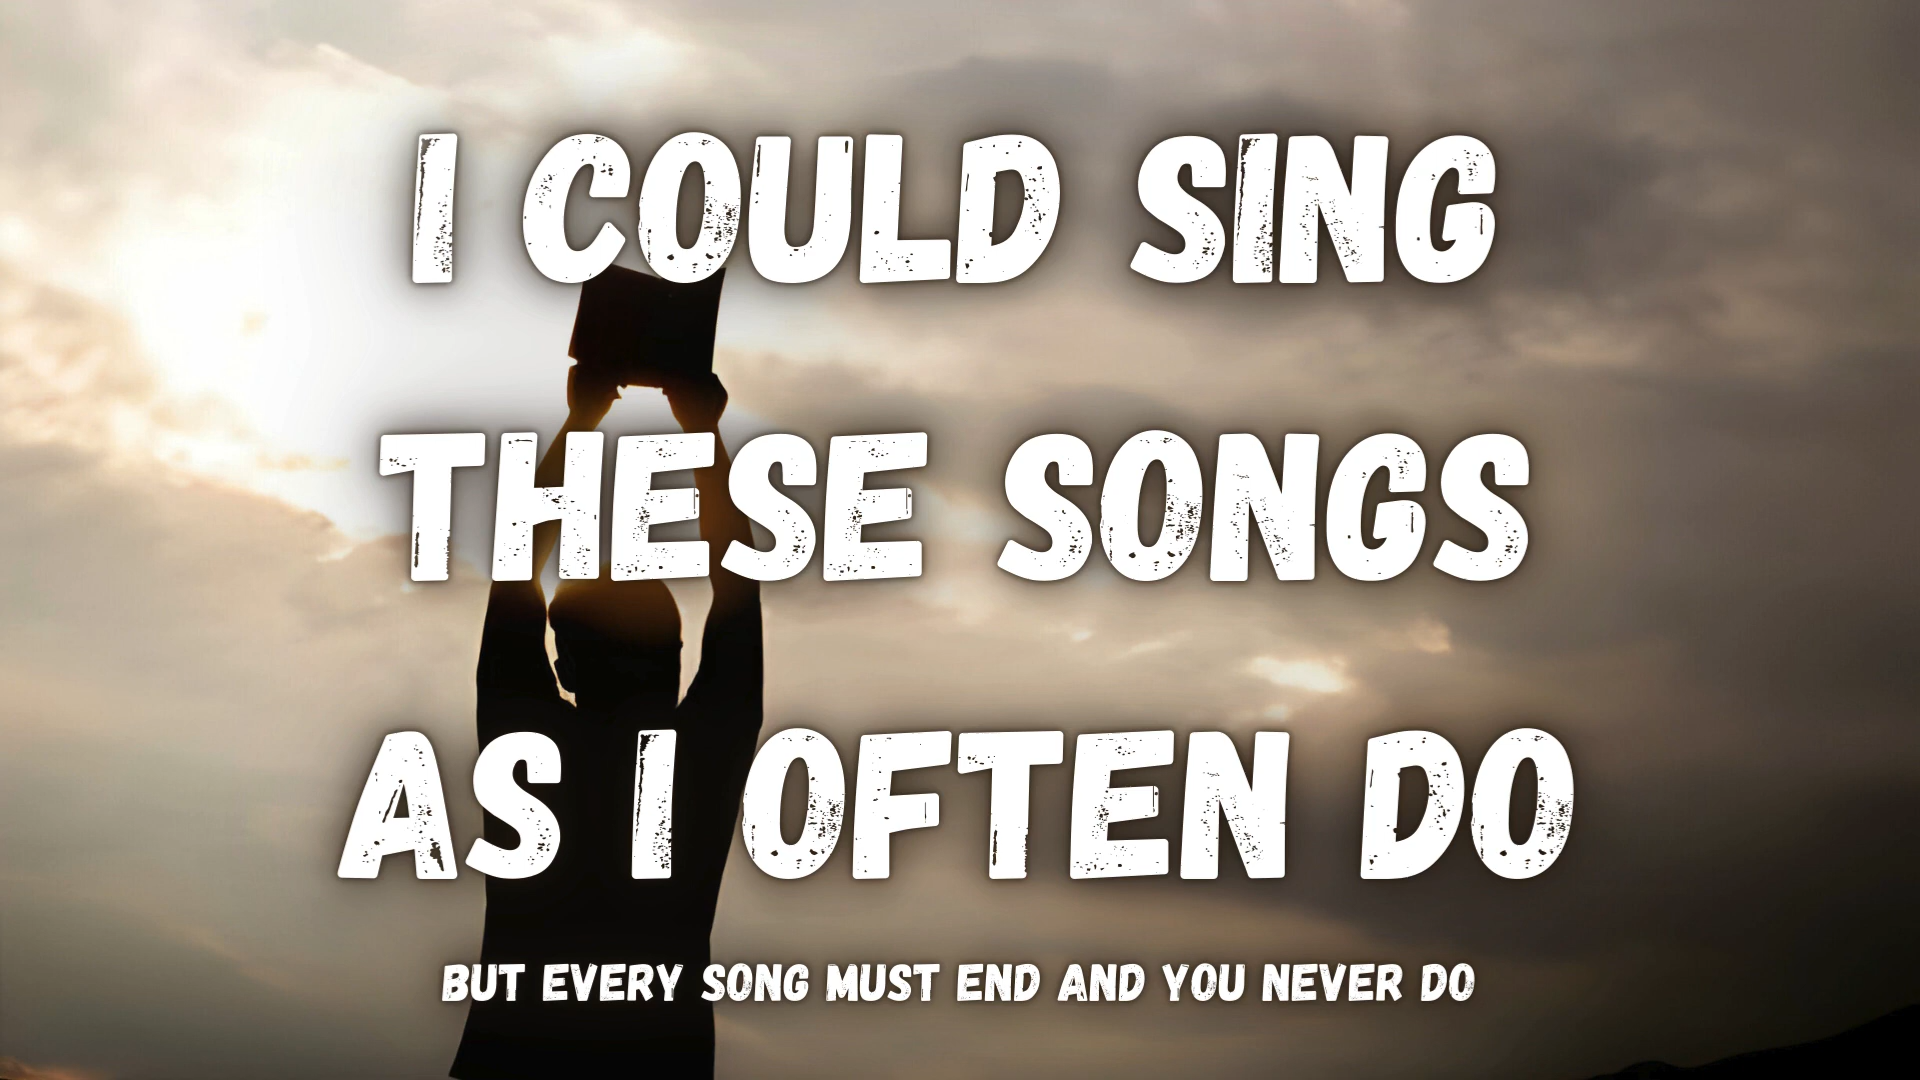 I COULD SING
THESE SONGS
AS I OFTEN DO
BUT EVERY SONG MUST END AND YOU NEVER DO